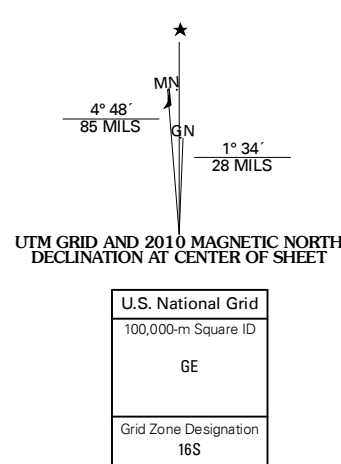 MN
GN
4° 48´
85 MILS
1° 34´
28 MILS
UTM GRID AND 2010 MAGNETIC NORTH
DECLINATION AT CENTER OF SHEET
U.S. National Grid
100,000-m Square ID
GE
Grid Zone Designation
16S